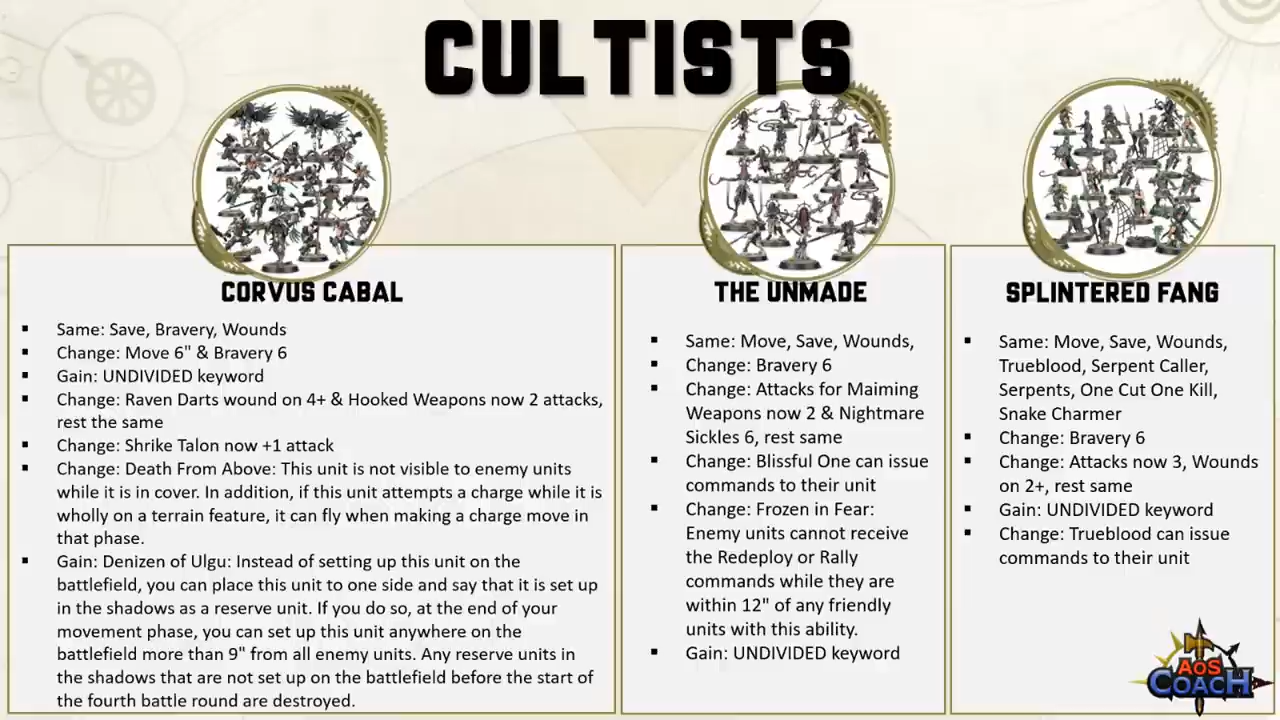 CULTISTS
CORVUS CABAL
▪ Same: Save, Bravery, Wounds
▪ Change: Move 6" & Bravery 6
▪ Gain: UNDIVIDED keyword
▪ Change: Raven Darts wound on 4+ & Hooked Weapons now 2 attacks,
rest the same
▪ Change: Shrike Talon now +1 attack
▪ Change: Death From Above: This unit is not visible to enemy units
while it is in cover. In addition, if this unit attempts a charge while it is
wholly on a terrain feature, it can fly when making a charge move in
that phase.
▪ Gain: Denizen of Ulgu: Instead of setting up this unit on the
battlefield, you can place this unit to one side and say that it is set up
in the shadows as a reserve unit. If you do so, at the end of your
movement phase, you can set up this unit anywhere on the
battlefield more than 9" from all enemy units. Any reserve units in
the shadows that are not set up on the battlefield before the start of
the fourth battle round are destroyed.
THE UNMADE
▪ Same: Move, Save, Wounds,
▪ Change: Bravery 6
▪ Change: Attacks for Maiming
Weapons now 2 & Nightmare
Sickles 6, rest same
▪ Change: Blissful One can issue
commands to their unit
▪ Change: Frozen in Fear:
Enemy units cannot receive
the Redeploy or Rally
commands while they are
within 12" of any friendly
units with this ability.
▪ Gain: UNDIVIDED keyword
SPLINTERED FANG
▪ Same: Move, Save, Wounds,
Trueblood, Serpent Caller,
Serpents, One Cut One Kill,
Snake Charmer
▪ Change: Bravery 6
▪ Change: Attacks now 3, Wounds
on 2+, rest same
▪ Gain: UNDIVIDED keyword
▪ Change: Trueblood can issue
commands to their unit
AoS
COACH